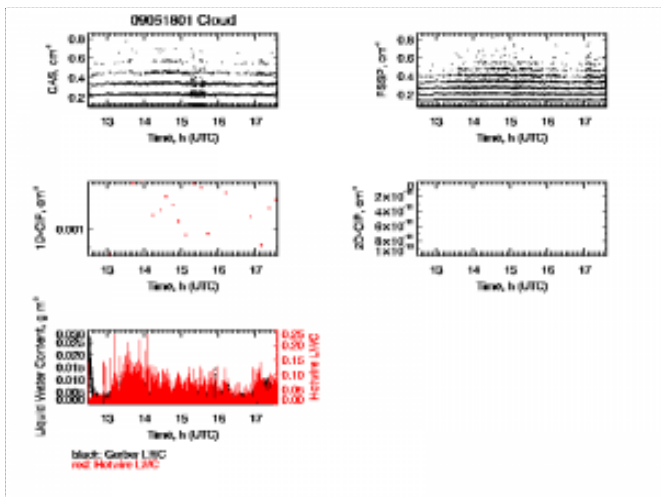 09051801 Cloud
CAS, cm⁻³
0.8
0.6
0.4
0.2
13 14 15 16 17
Time, h (UTC)
FSSP, cm⁻³
0.8
0.6
0.4
0.2
13 14 15 16 17
Time, h (UTC)
1D-CIP, cm⁻³
0.001
13 14 15 16 17
Time, h (UTC)
2D-CIP, cm⁻³
0
13 14 15 16 17
Time, h (UTC)
Liquid Water Content, g m⁻³
0.030
0.025
0.020
0.015
0.010
0.005
0.000
13 14 15 16 17
Time, h (UTC)
0.25
0.20
0.15
0.10
0.05
0.00
Hotwire LWC
black: Gerber LWC
red: Hotwire LWC